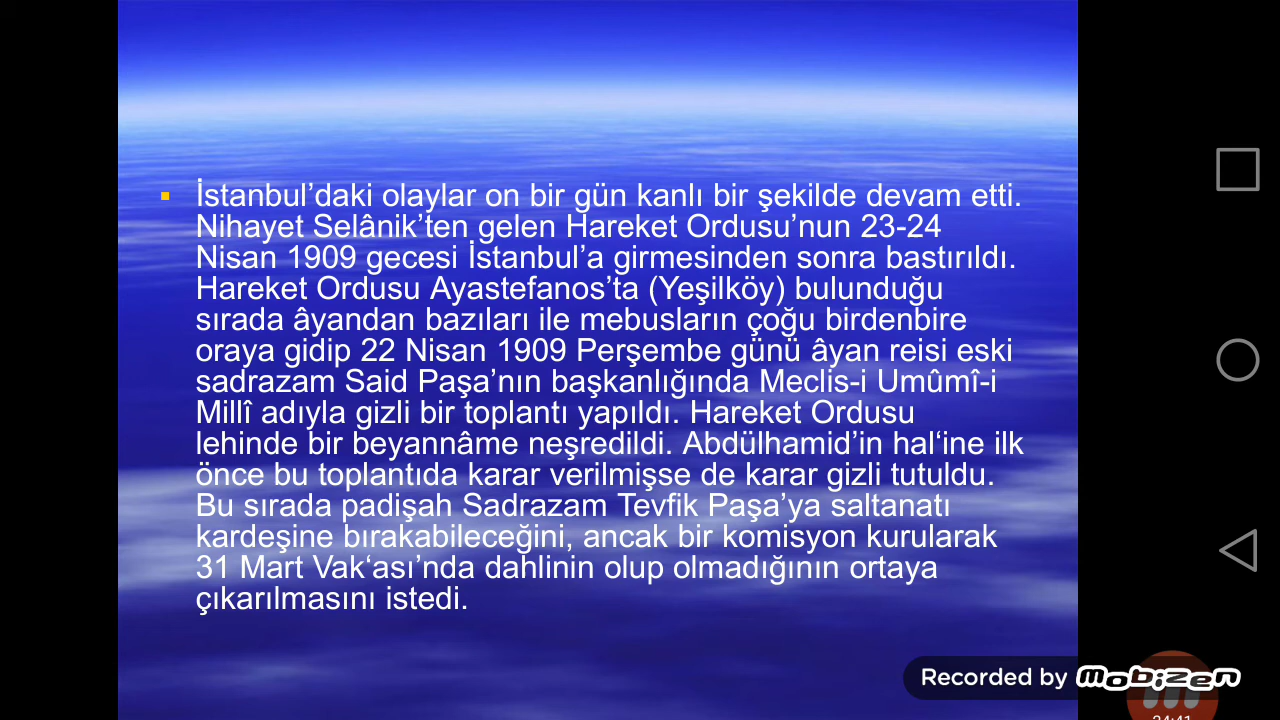 İstanbul’daki olaylar on bir gün kanlı bir şekilde devam etti.
Nihayet Selânik’ten gelen Hareket Ordusu’nun 23-24
Nisan 1909 gecesi İstanbul’a girmesinden sonra bastırıldı.
Hareket Ordusu Ayastefanos’ta (Yeşilköy) bulunduğu
sırada âyandan bazıları ile mebusların çoğu birdenbire
oraya gidip 22 Nisan 1909 Perşembe günü âyan reisi eski
sadrazam Said Paşa’nın başkanlığında Meclis-i Umûmî-i
Millî adıyla gizli bir toplantı yapıldı. Hareket Ordusu
lehinde bir beyannâme neşredildi. Abdülhamid’in hal‘ine ilk
önce bu toplantıda karar verilmişse de karar gizli tutuldu.
Bu sırada padişah Sadrazam Tevfik Paşa’ya saltanatı
kardeşine bırakabileceğini, ancak bir komisyon kurularak
31 Mart Vak‘ası’nda dahlinin olup olmadığının ortaya
çıkarılmasını istedi.
Recorded by Mobizen